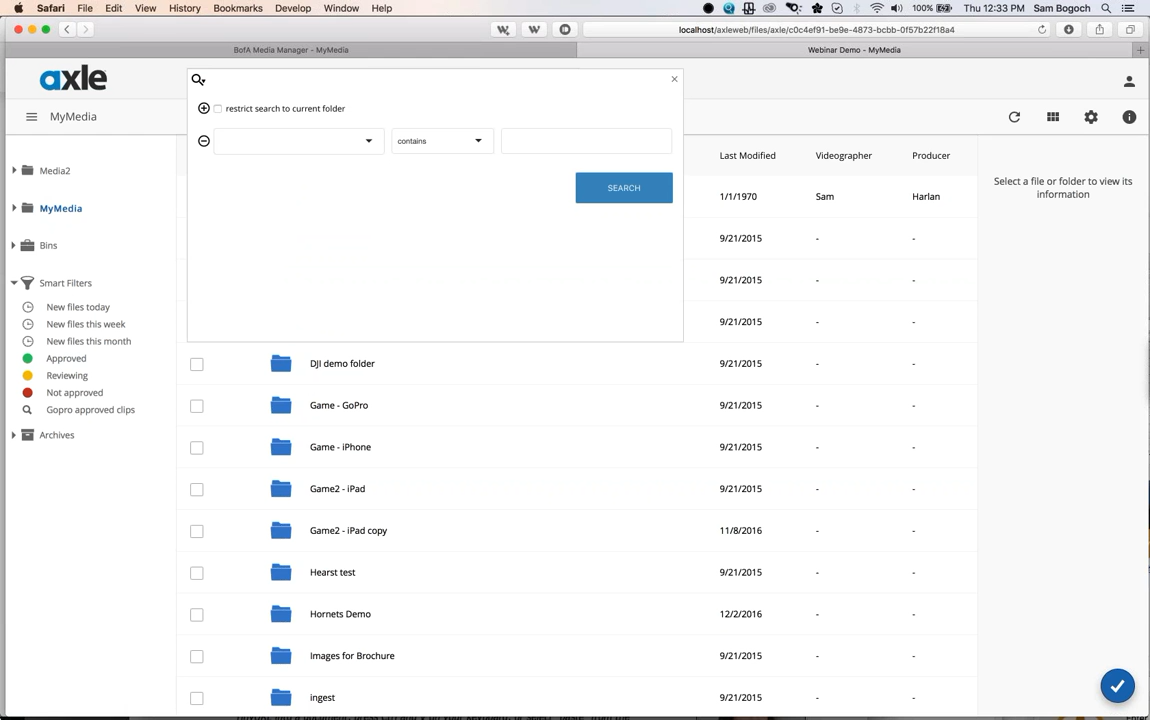 Safari File Edit View History Bookmarks Develop Window Help 100% Thu 12:33 PM Sam Bogoch
localhost/axleweb/files/axle/c0c4ef91-be9e-4873-bcbb-0f57b22f18a4
BofA Media Manager - MyMedia Webinar Demo - MyMedia
axle
MyMedia
restrict search to current folder
contains
SEARCH
Last Modified Videographer Producer
Select a file or folder to view its
information
Media2
MyMedia
Bins
Smart Filters
New files today
New files this week
New files this month
Approved
Reviewing
Not approved
Gopro approved clips
Archives
1/1/1970 Sam Harlan
9/21/2015 - -
9/21/2015 - -
9/21/2015 - -
DJI demo folder 9/21/2015 - -
Game - GoPro 9/21/2015 - -
Game - iPhone 9/21/2015 - -
Game2 - iPad 9/21/2015 - -
Game2 - iPad copy 11/8/2016 - -
Hearst test 9/21/2015 - -
Hornets Demo 12/2/2016 - -
Images for Brochure 9/21/2015 - -
ingest 9/21/2015 - -